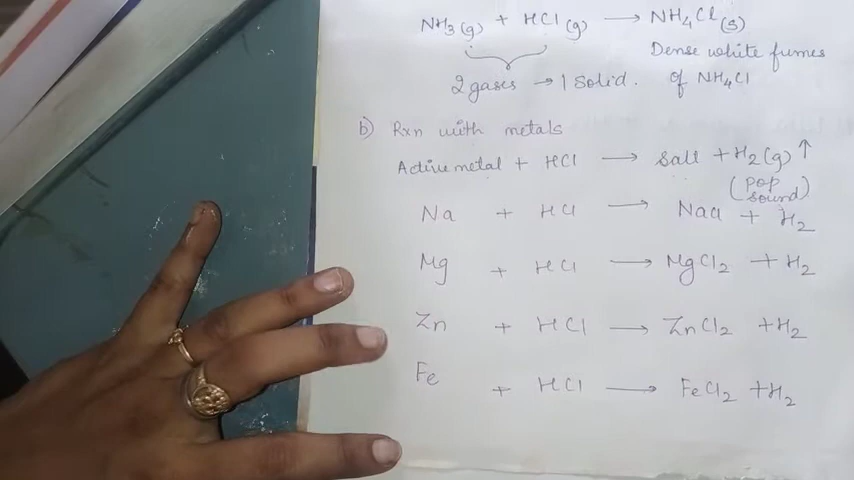 NH3(g) + HCl(g) → NH4Cl(s)
Dense white fumes
2 gases → 1 Solid. of NH4Cl
b) Rxn with metals
Active metal + HCl → Salt + H2(g) ↑
(pop sound)
Na + HCl → NaCl + H2
Mg + HCl → MgCl2 + H2
Zn + HCl → ZnCl2 + H2
Fe + HCl → FeCl2 + H2